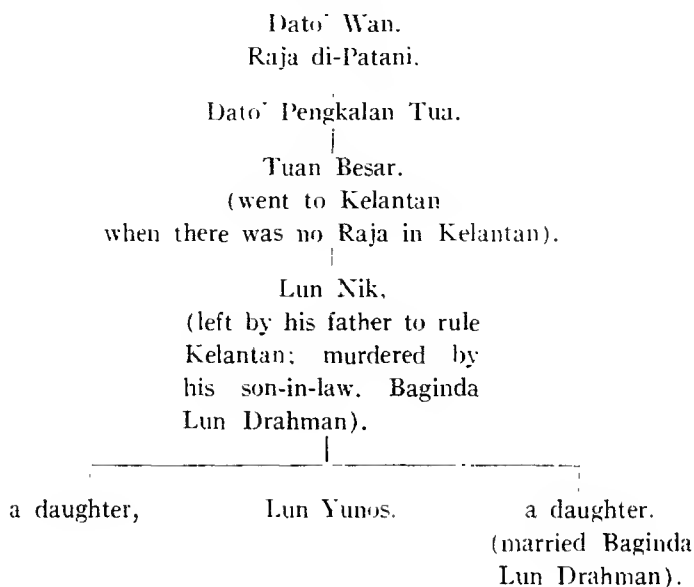 Dato' Wan.
Raja di-Patani.
Dato' Pengkalan Tua.
Tuan Besar.
(went to Kelantan
when there was no Raja in Kelantan).
Lun Nik,
(left by his father to rule
Kelantan; murdered by
his son-in-law. Baginda
Lun Drahman).
a daughter, Lun Yunos. a daughter.
(married Baginda
Lun Drahman).